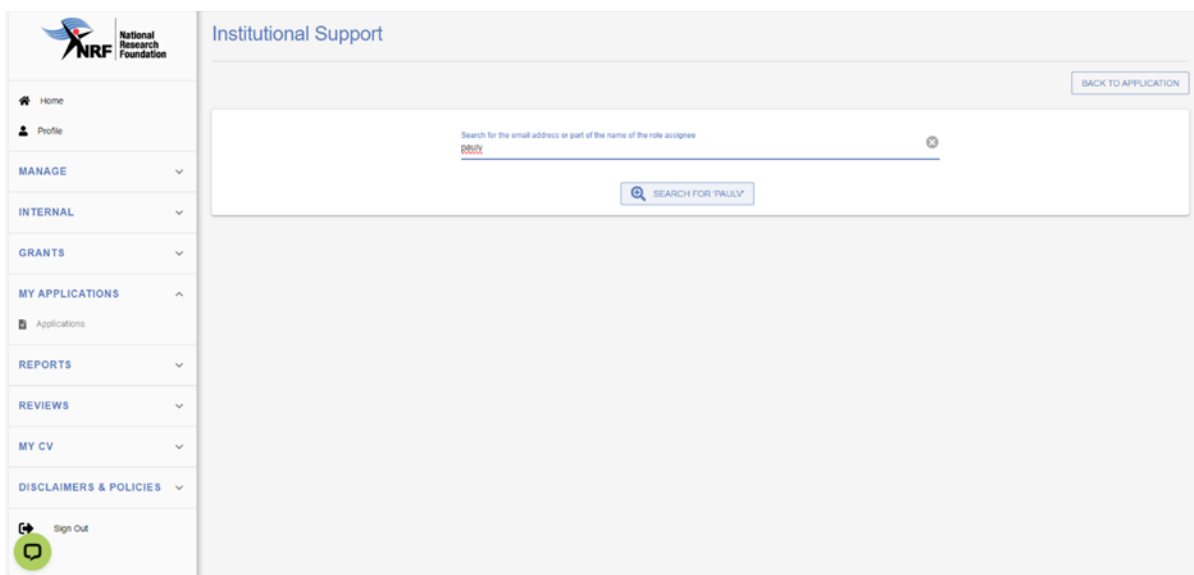 NRF
National
Research
Foundation
Home
Profile
MANAGE
INTERNAL
GRANTS
MY APPLICATIONS
Applications
REPORTS
REVIEWS
MY CV
DISCLAIMERS & POLICIES
Sign Out
Institutional Support
BACK TO APPLICATION
Search for the email address or part of the name of the role assignee
paulv
SEARCH FOR 'PAULV'